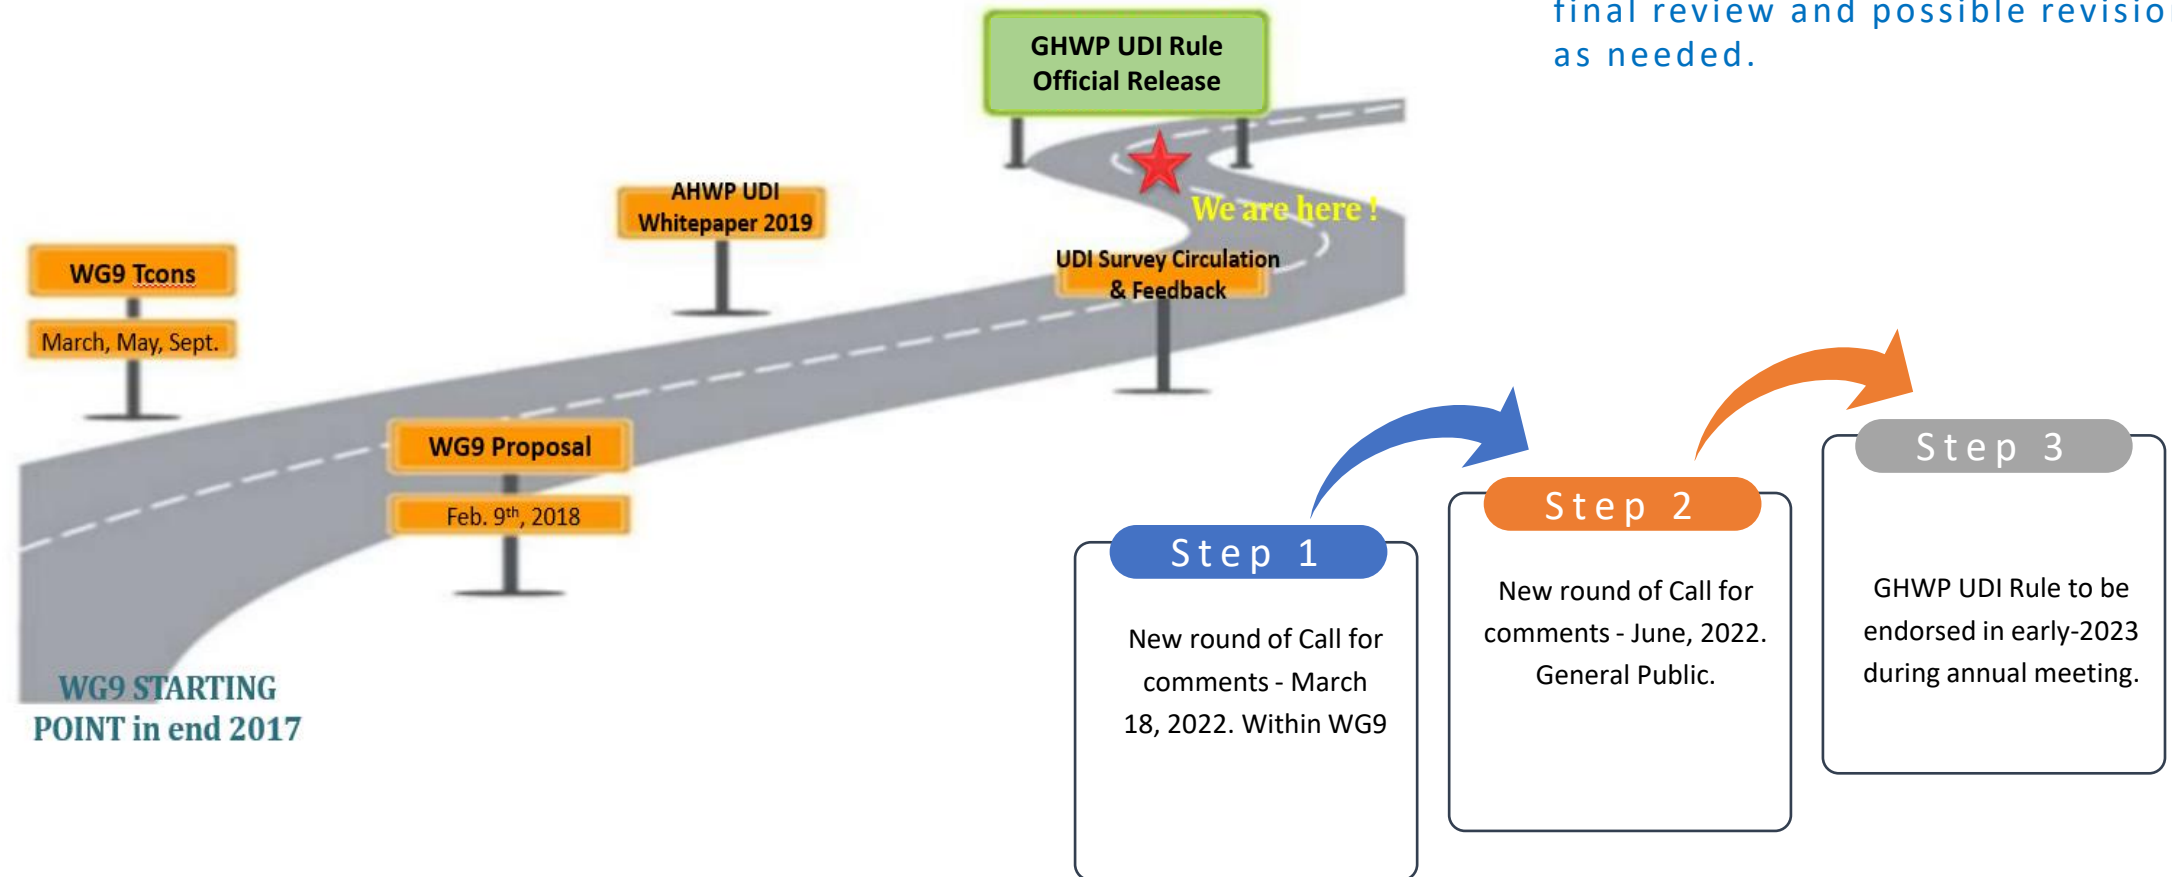 final review and possible revision
as needed.
GHWP UDI Rule
Official Release
AHWP UDI
Whitepaper 2019
We are here !
WG9 Tcons
March, May, Sept.
UDI Survey Circulation
& Feedback
WG9 Proposal
Feb. 9th, 2018
WG9 STARTING
POINT in end 2017
Step 1
New round of Call for
comments - March
18, 2022. Within WG9
Step 2
New round of Call for
comments - June, 2022.
General Public.
Step 3
GHWP UDI Rule to be
endorsed in early-2023
during annual meeting.